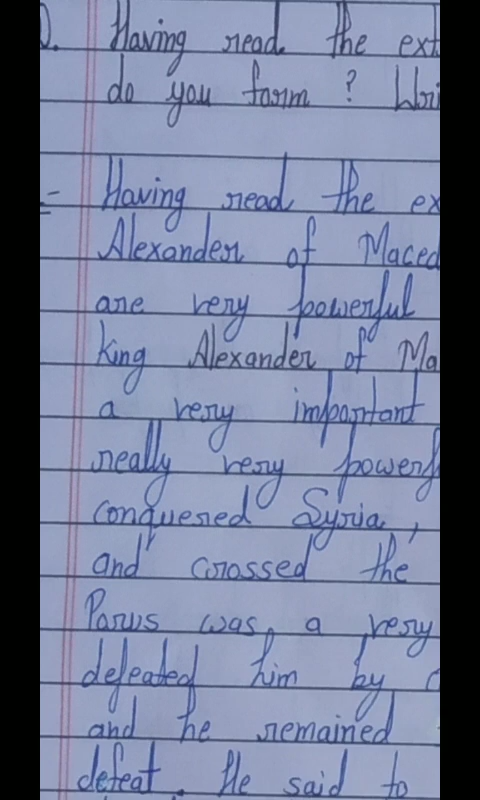 Q. Having read the ext
do you form ? Wri
:- Having read the ex
Alexander of Maced
are very powerful
king Alexander of Ma
a very important
really very powerf
conquered Syria,
and crossed the
Porus was a very
defeated him by
and he remained
defeat. He said to